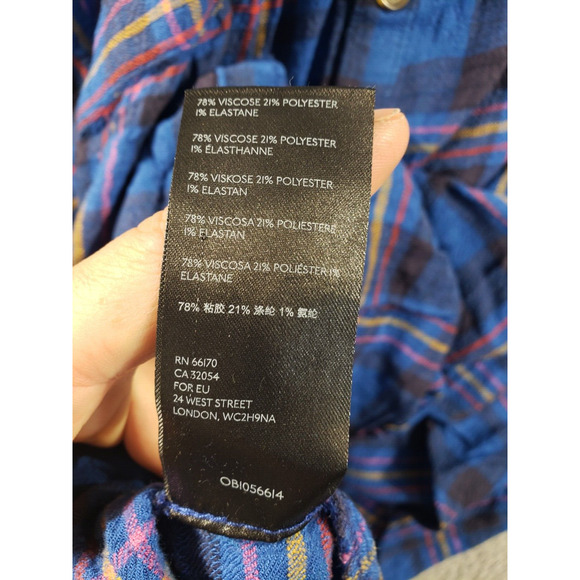 78% VISCOSE 21% POLYESTER
1% ELASTANE
78% VISCOSE 21% POLYESTER
1% ÉLASTHANNE
78% VISKOSE 21% POLYESTER
1% ELASTAN
78% VISCOSA 21% POLIESTERE
1% ELASTAN
78% VISCOSA 21% POLIÉSTER 1%
ELASTANE
78% 粘胶 21% 涤纶 1% 氨纶
RN 66170
CA 32054
FOR EU
24 WEST STREET
LONDON, WC2H9NA
OB1056614